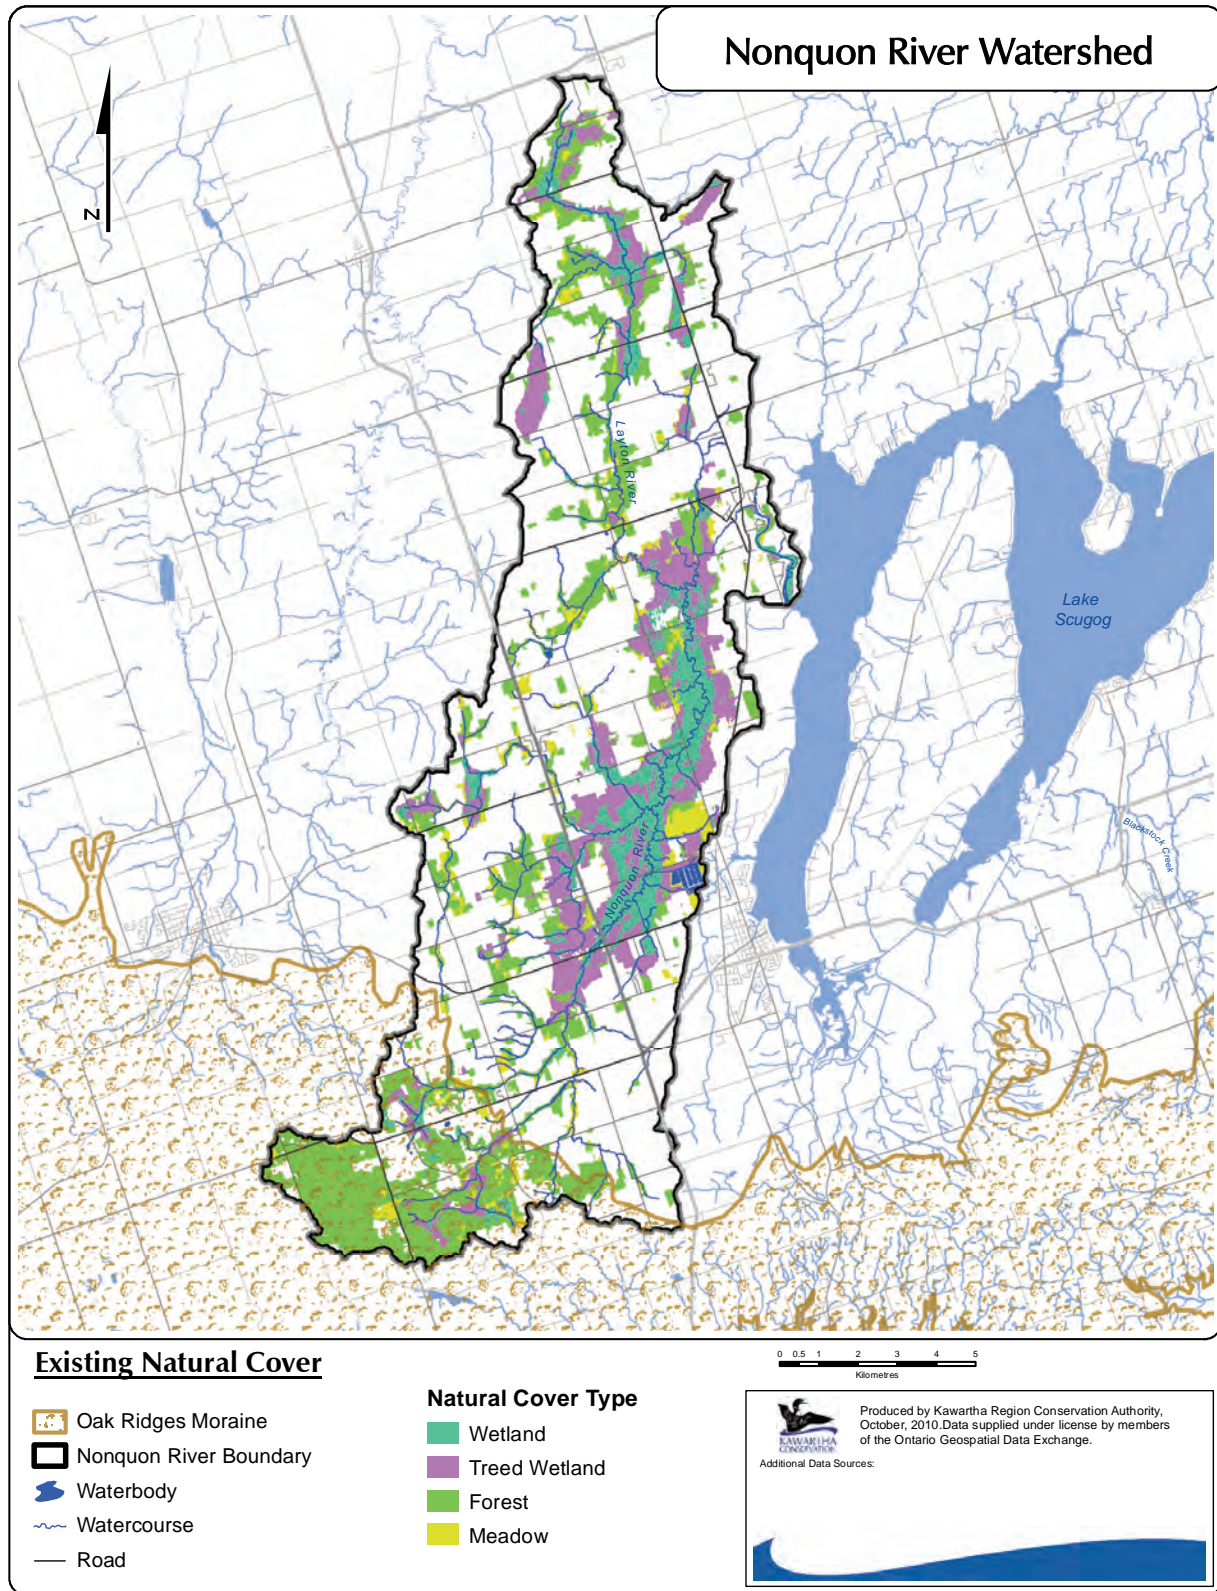 Nonquon River Watershed
N
Layton River
Lake
Scugog
Blackstock Creek
Nonquon River
Existing Natural Cover
Oak Ridges Moraine
Nonquon River Boundary
Waterbody
Watercourse
Road
Natural Cover Type
Wetland
Treed Wetland
Forest
Meadow
0 0.5 1 2 3 4 5
Kilometres
KAWARTHA
CONSERVATION
Produced by Kawartha Region Conservation Authority,
October, 2010.Data supplied under license by members
of the Ontario Geospatial Data Exchange.
Additional Data Sources: